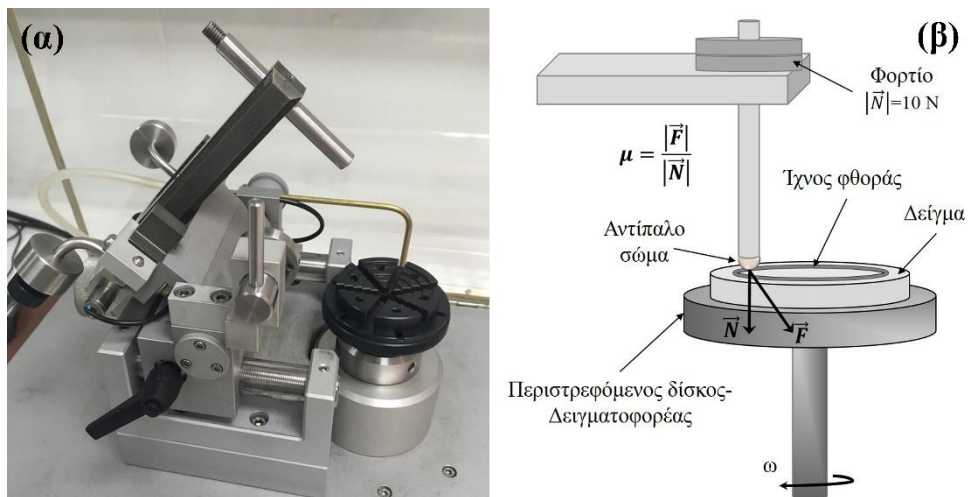 (α)
(β)
Φορτίο
|N⃗|=10 N
μ = |F⃗| / |N⃗|
Ίχνος φθοράς
Δείγμα
Αντίπαλο
σώμα
N⃗
F⃗
Περιστρεφόμενος δίσκος-
Δειγματοφορέας
ω